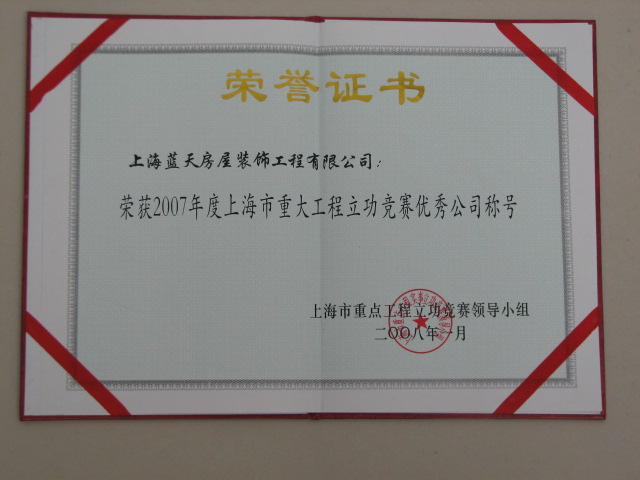 荣誉证书
上海蓝天房屋装饰工程有限公司：
荣获2007年度上海市重大工程立功竞赛优秀公司称号
上海市重点工程立功竞赛领导小组
二〇〇八年一月